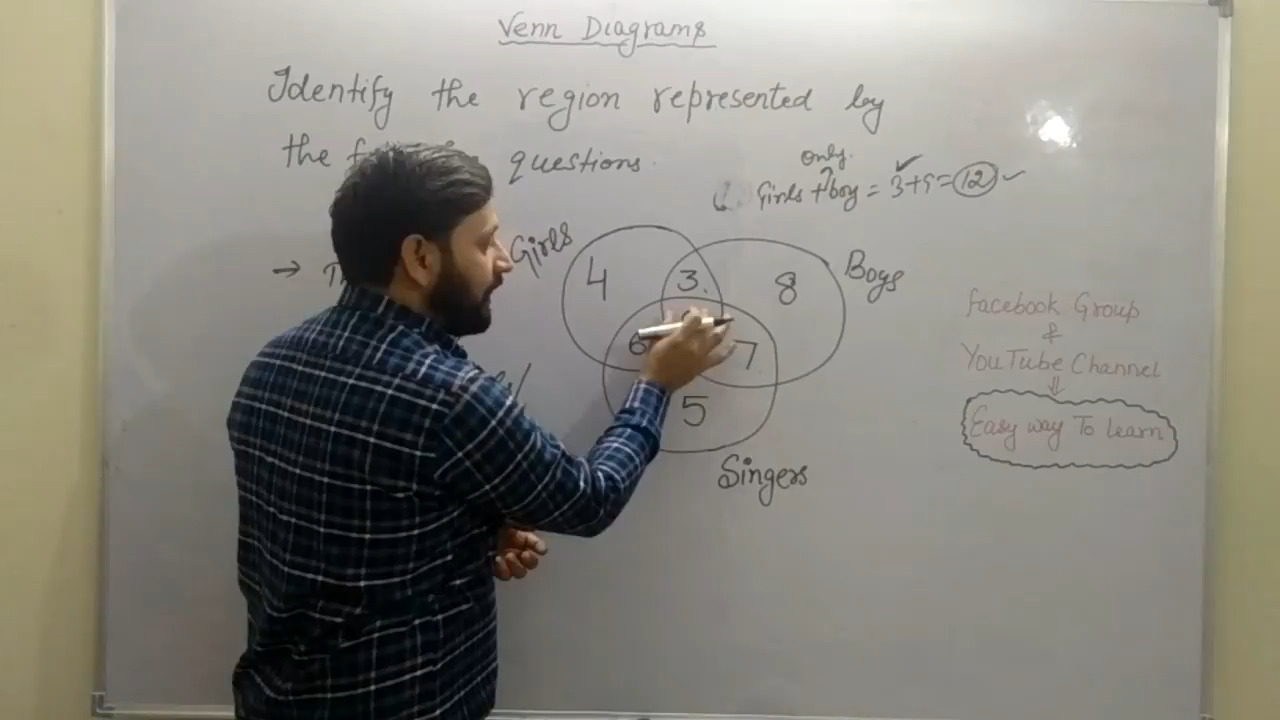 Venn Diagrams
Identify the region represented by
the questions.
only.
Girls + boy = 3+9=12 ✓
Girls
→
4
3.
8
Boys
6
7
5
Singers
Facebook Group
&
YouTube Channel
⇓
Easy way To Learn